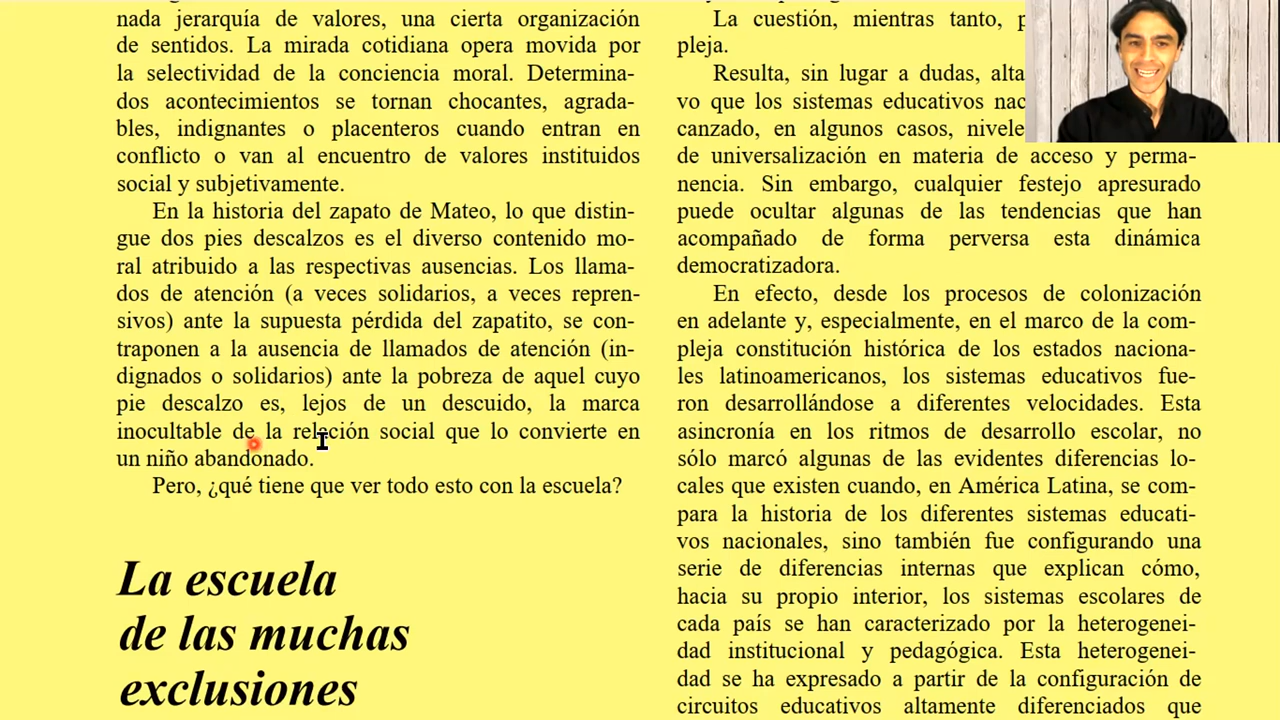 nada jerarquía de valores, una cierta organización
de sentidos. La mirada cotidiana opera movida por
la selectividad de la conciencia moral. Determina-
dos acontecimientos se tornan chocantes, agrada-
bles, indignantes o placenteros cuando entran en
conflicto o van al encuentro de valores instituidos
social y subjetivamente.
En la historia del zapato de Mateo, lo que distin-
gue dos pies descalzos es el diverso contenido mo-
ral atribuido a las respectivas ausencias. Los llama-
dos de atención (a veces solidarios, a veces repren-
sivos) ante la supuesta pérdida del zapatito, se con-
traponen a la ausencia de llamados de atención (in-
dignados o solidarios) ante la pobreza de aquel cuyo
pie descalzo es, lejos de un descuido, la marca
inocultable de la relación social que lo convierte en
un niño abandonado.
Pero, ¿qué tiene que ver todo esto con la escuela?
La escuela
de las muchas
exclusiones
La cuestión, mientras tanto, p
pleja.
Resulta, sin lugar a dudas, alta
vo que los sistemas educativos nac
canzado, en algunos casos, nivele
de universalización en materia de acceso y perma-
nencia. Sin embargo, cualquier festejo apresurado
puede ocultar algunas de las tendencias que han
acompañado de forma perversa esta dinámica
democratizadora.
En efecto, desde los procesos de colonización
en adelante y, especialmente, en el marco de la com-
pleja constitución histórica de los estados naciona-
les latinoamericanos, los sistemas educativos fue-
ron desarrollándose a diferentes velocidades. Esta
asincronía en los ritmos de desarrollo escolar, no
sólo marcó algunas de las evidentes diferencias lo-
cales que existen cuando, en América Latina, se com-
para la historia de los diferentes sistemas educati-
vos nacionales, sino también fue configurando una
serie de diferencias internas que explican cómo,
hacia su propio interior, los sistemas escolares de
cada país se han caracterizado por la heterogenei-
dad institucional y pedagógica. Esta heterogenei-
dad se ha expresado a partir de la configuración de
circuitos educativos altamente diferenciados que